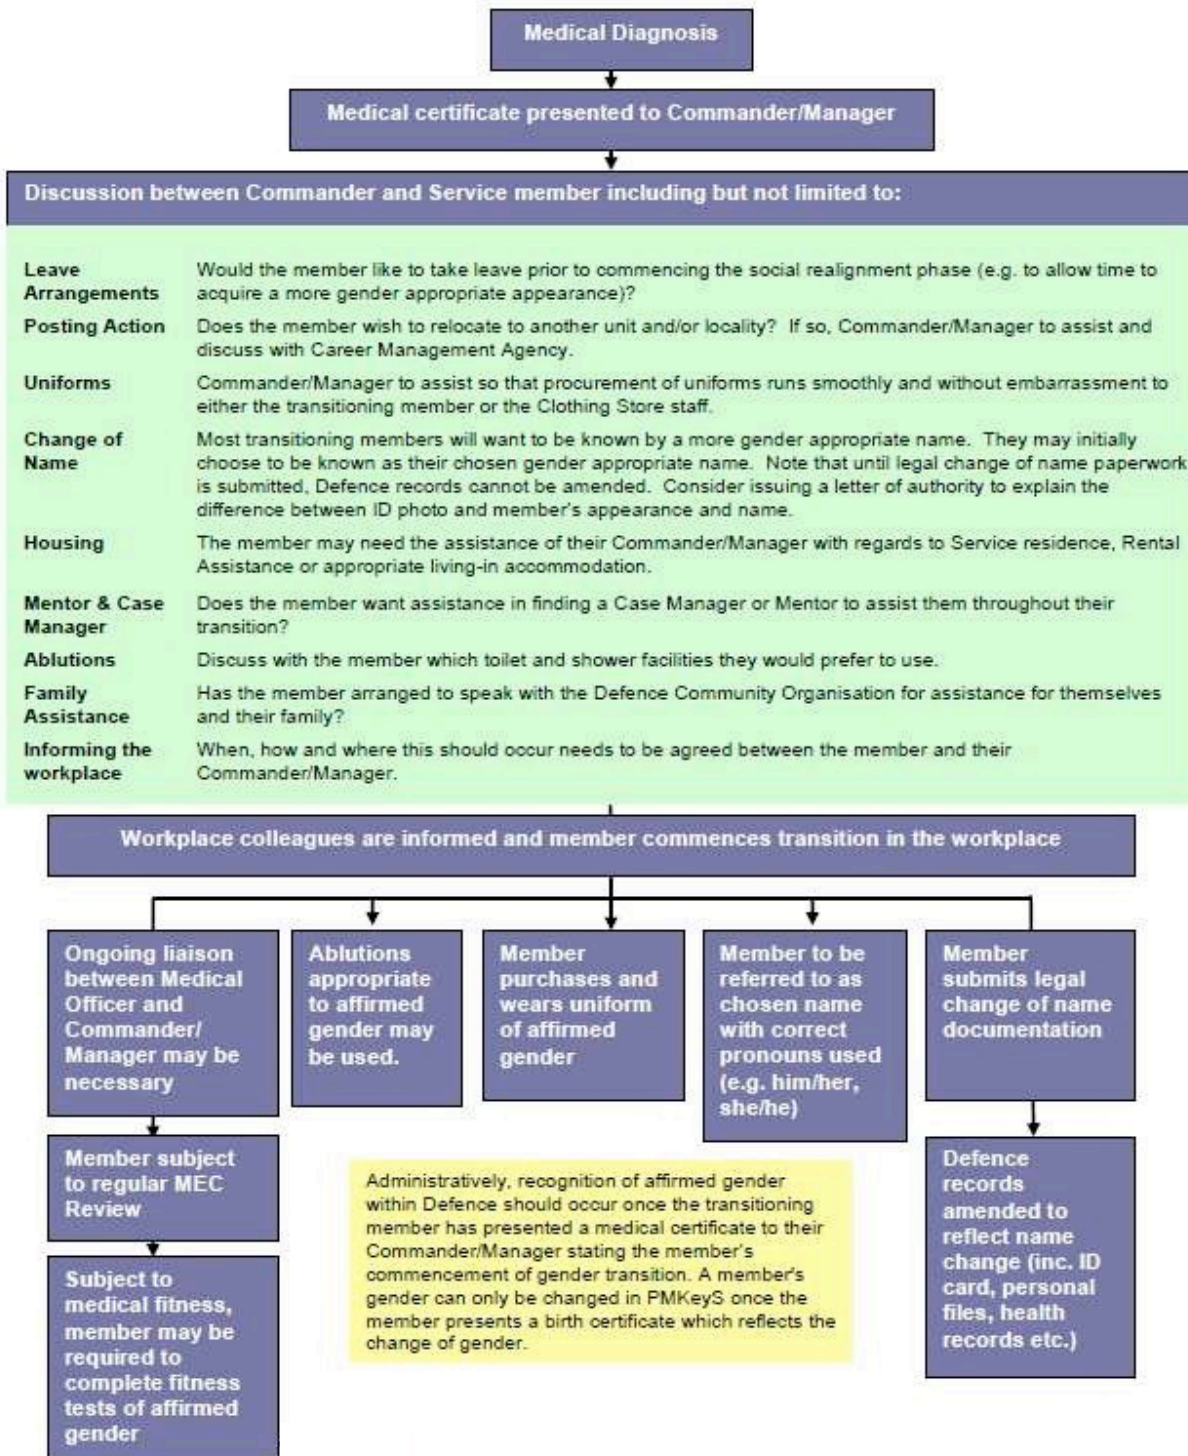 Medical Diagnosis
Medical certificate presented to Commander/Manager
Discussion between Commander and Service member including but not limited to:
Leave Arrangements
Would the member like to take leave prior to commencing the social realignment phase (e.g. to allow time to
acquire a more gender appropriate appearance)?
Posting Action
Does the member wish to relocate to another unit and/or locality? If so, Commander/Manager to assist and
discuss with Career Management Agency.
Uniforms
Commander/Manager to assist so that procurement of uniforms runs smoothly and without embarrassment to
either the transitioning member or the Clothing Store staff.
Change of
Name
Most transitioning members will want to be known by a more gender appropriate name. They may initially
choose to be known as their chosen gender appropriate name. Note that until legal change of name paperwork
is submitted, Defence records cannot be amended. Consider issuing a letter of authority to explain the
difference between ID photo and member's appearance and name.
Housing
The member may need the assistance of their Commander/Manager with regards to Service residence, Rental
Assistance or appropriate living-in accommodation.
Mentor & Case
Manager
Does the member want assistance in finding a Case Manager or Mentor to assist them throughout their
transition?
Ablutions
Discuss with the member which toilet and shower facilities they would prefer to use.
Family
Assistance
Has the member arranged to speak with the Defence Community Organisation for assistance for themselves
and their family?
Informing the
workplace
When, how and where this should occur needs to be agreed between the member and their
Commander/Manager.
Workplace colleagues are informed and member commences transition in the workplace
Ongoing liaison
between Medical
Officer and
Commander/
Manager may be
necessary
Ablutions
appropriate
to affirmed
gender may
be used.
Member
purchases and
wears uniform
of affirmed
gender
Member to be
referred to as
chosen name
with correct
pronouns used
(e.g. him/her,
she/he)
Member
submits legal
change of name
documentation
Member subject
to regular MEC
Review
Subject to
medical fitness,
member may be
required to
complete fitness
tests of affirmed
gender
Administratively, recognition of affirmed gender
within Defence should occur once the transitioning
member has presented a medical certificate to their
Commander/Manager stating the member's
commencement of gender transition. A member's
gender can only be changed in PMKeyS once the
member presents a birth certificate which reflects the
change of gender.
Defence
records
amended to
reflect name
change (inc. ID
card, personal
files, health
records etc.)